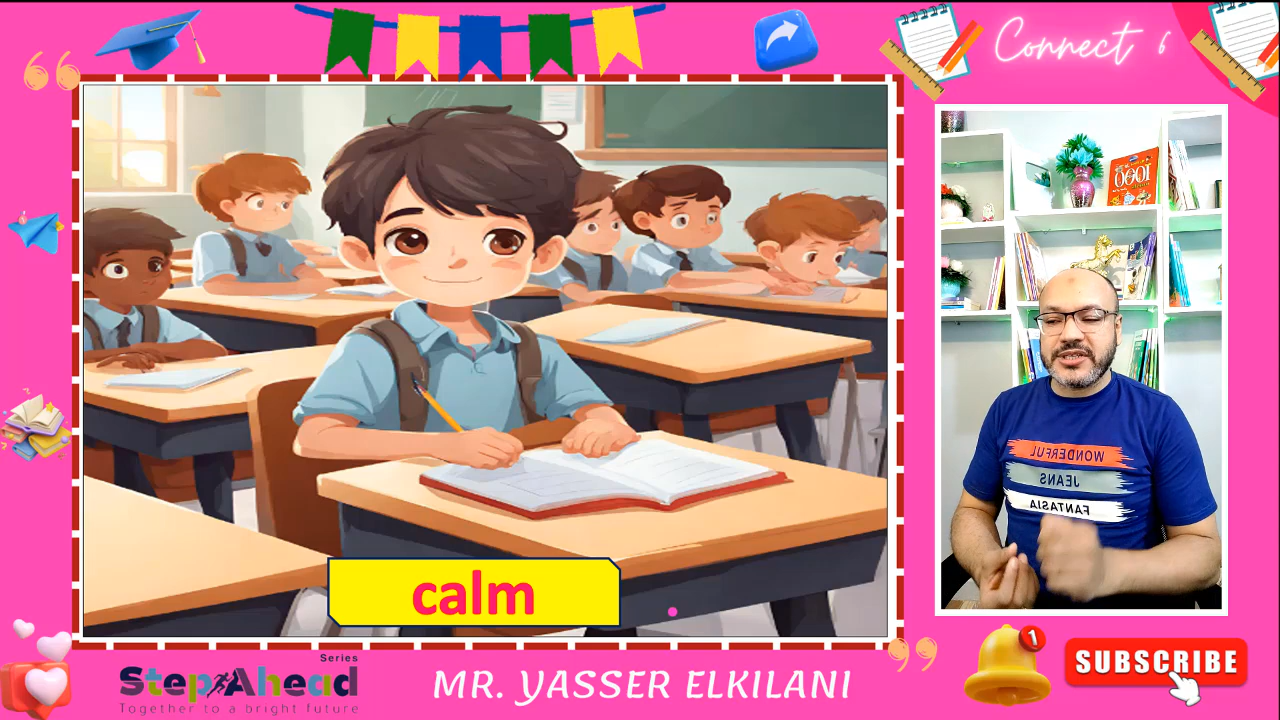 Connect 6
calm
WONDERFUL
JEANS
FANTASIA
Series
StepAhead
Together to a bright future
MR. YASSER ELKILANI
1
SUBSCRIBE